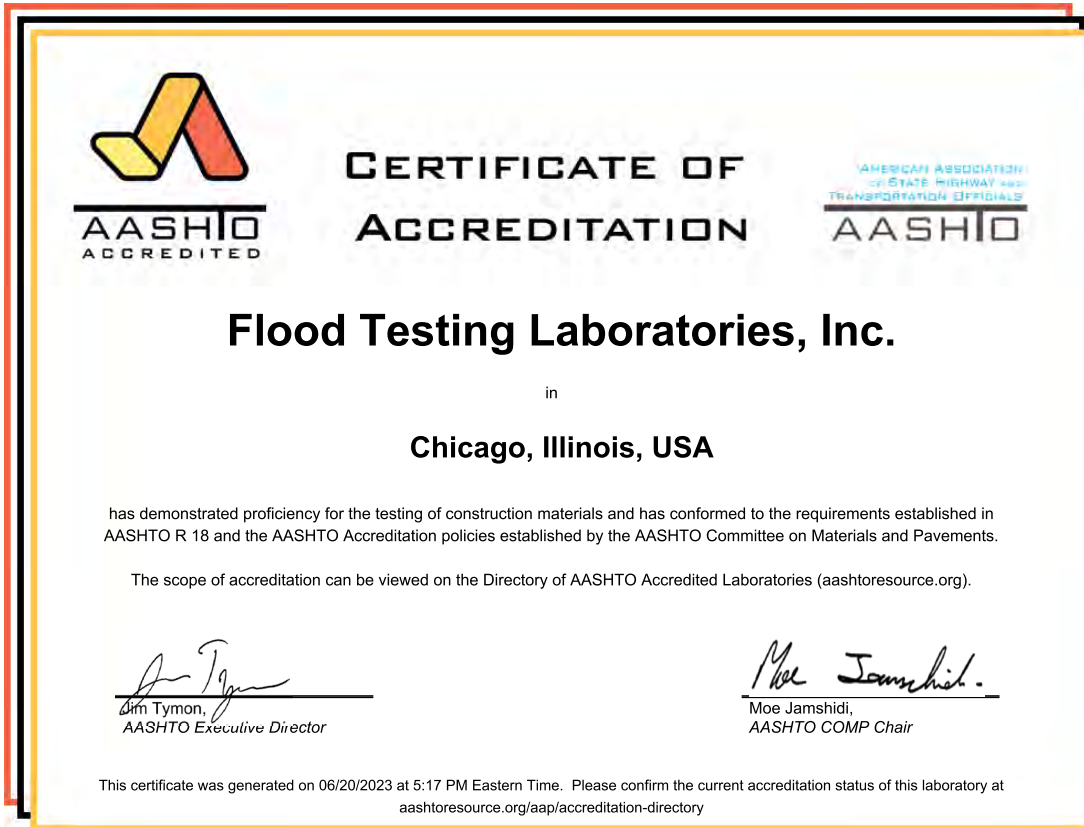 AASHTO
ACCREDITED
CERTIFICATE OF
ACCREDITATION
AMERICAN ASSOCIATION
OF STATE HIGHWAY AND
TRANSPORTATION OFFICIALS
AASHTO
Flood Testing Laboratories, Inc.
in
Chicago, Illinois, USA
has demonstrated proficiency for the testing of construction materials and has conformed to the requirements established in
AASHTO R 18 and the AASHTO Accreditation policies established by the AASHTO Committee on Materials and Pavements.
The scope of accreditation can be viewed on the Directory of AASHTO Accredited Laboratories (aashtoresource.org).
Jim Tymon,
AASHTO Executive Director
Moe Jamshidi
Moe Jamshidi,
AASHTO COMP Chair
This certificate was generated on 06/20/2023 at 5:17 PM Eastern Time. Please confirm the current accreditation status of this laboratory at
aashtoresource.org/aap/accreditation-directory